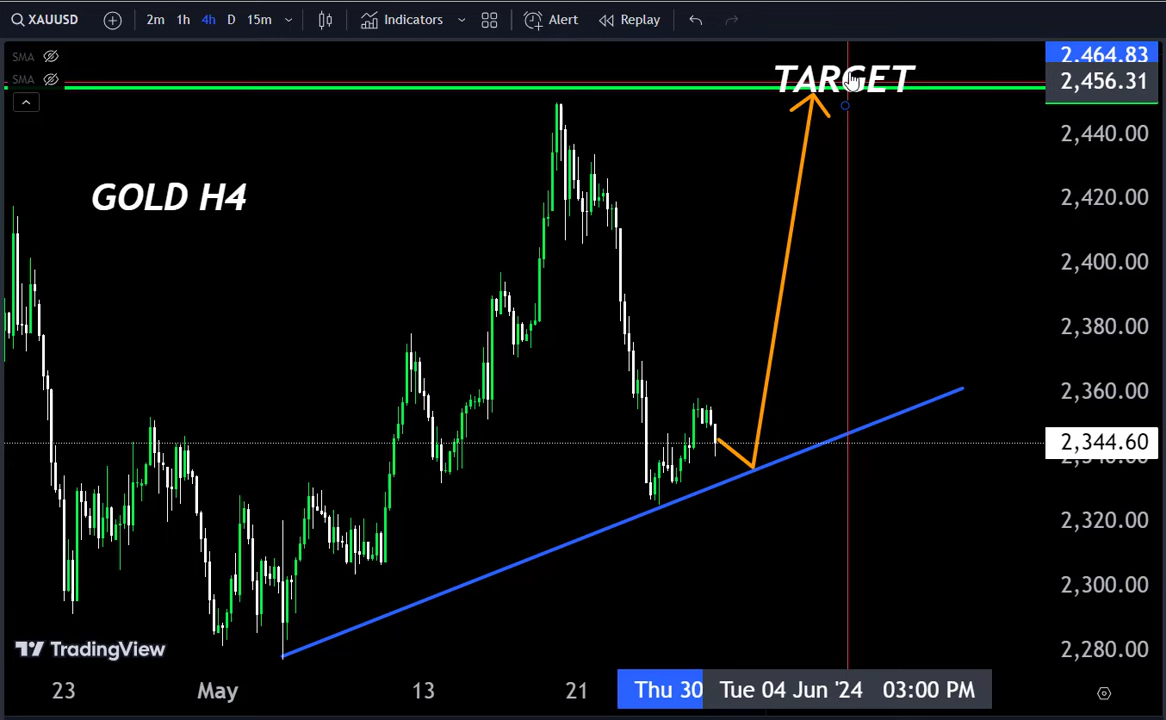 XAUUSD 2m 1h 4h D 15m Indicators Alert Replay
SMA
SMA
TARGET
GOLD H4
2,464.83
2,456.31
2,440.00
2,420.00
2,400.00
2,380.00
2,360.00
2,344.60
2,320.00
2,300.00
2,280.00
TradingView
23 May 13 21 Thu 30 Tue 04 Jun '24 03:00 PM